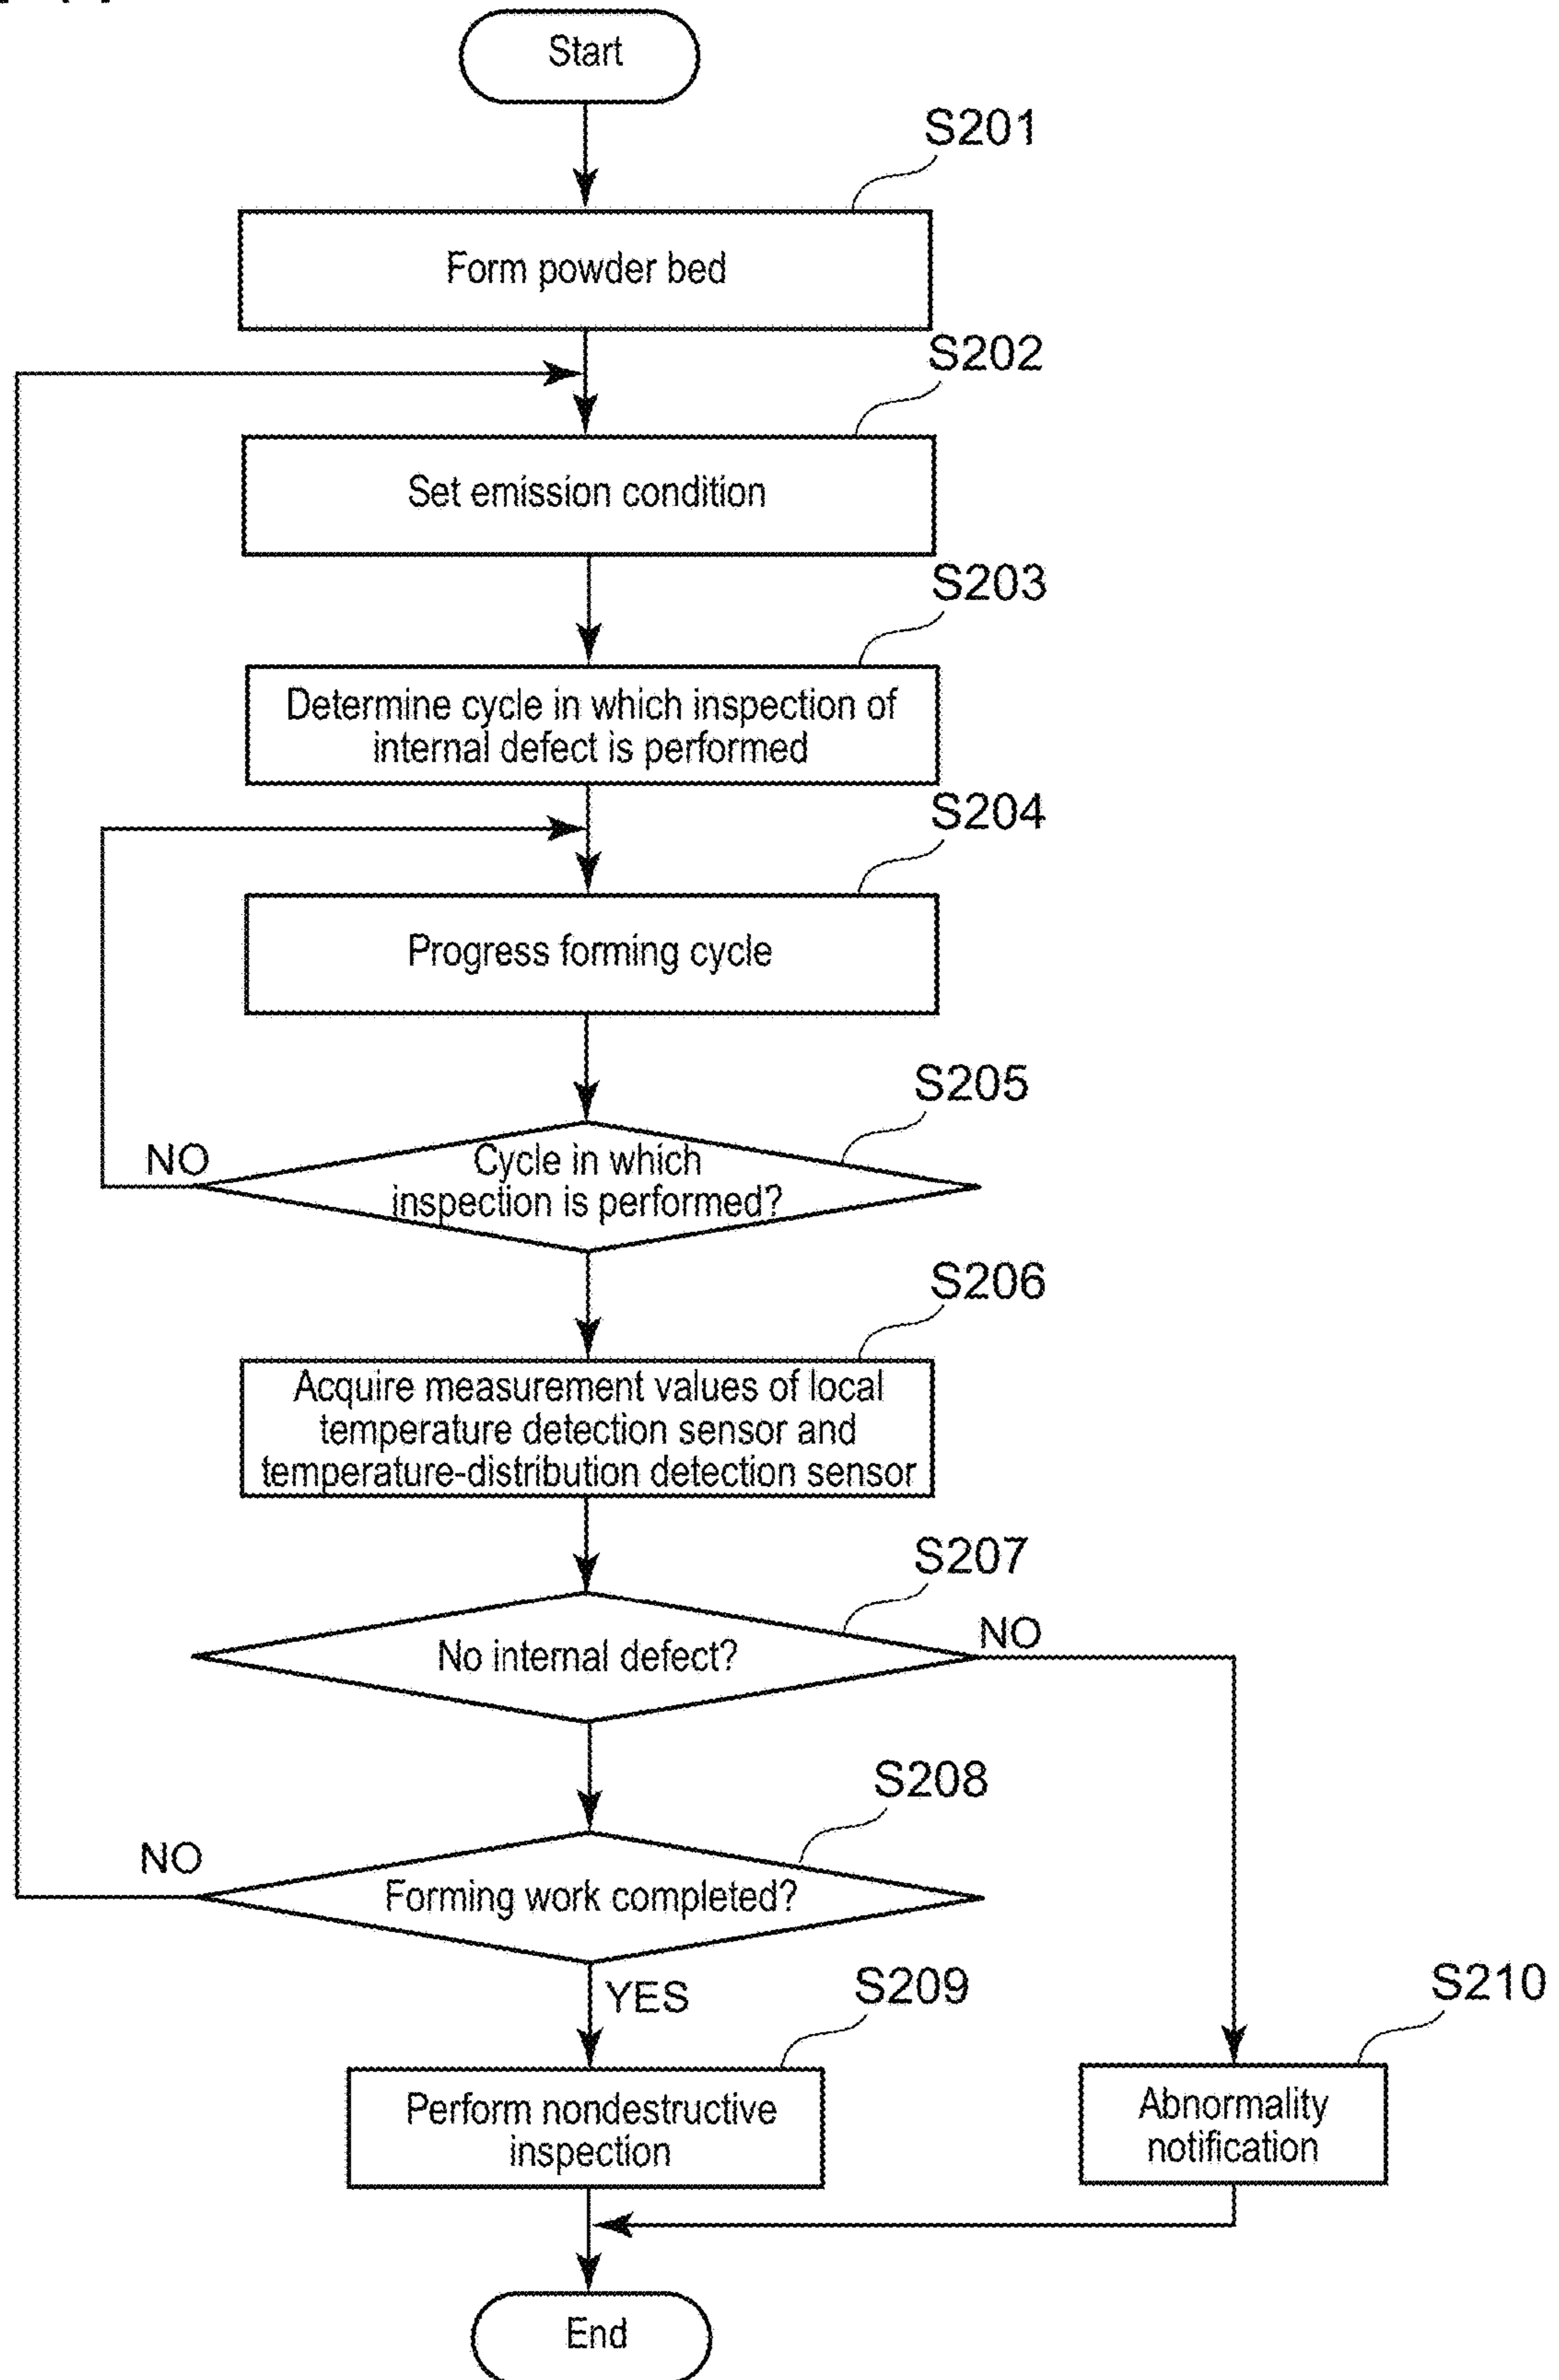 Start
S201
Form powder bed
S202
Set emission condition
S203
Determine cycle in which inspection of
internal defect is performed
S204
Progress forming cycle
S205
NO
Cycle in which
inspection is performed?
S206
Acquire measurement values of local
temperature detection sensor and
temperature-distribution detection sensor
S207
No internal defect?
NO
S208
NO
Forming work completed?
YES
S209
S210
Perform nondestructive
inspection
Abnormality
notification
End